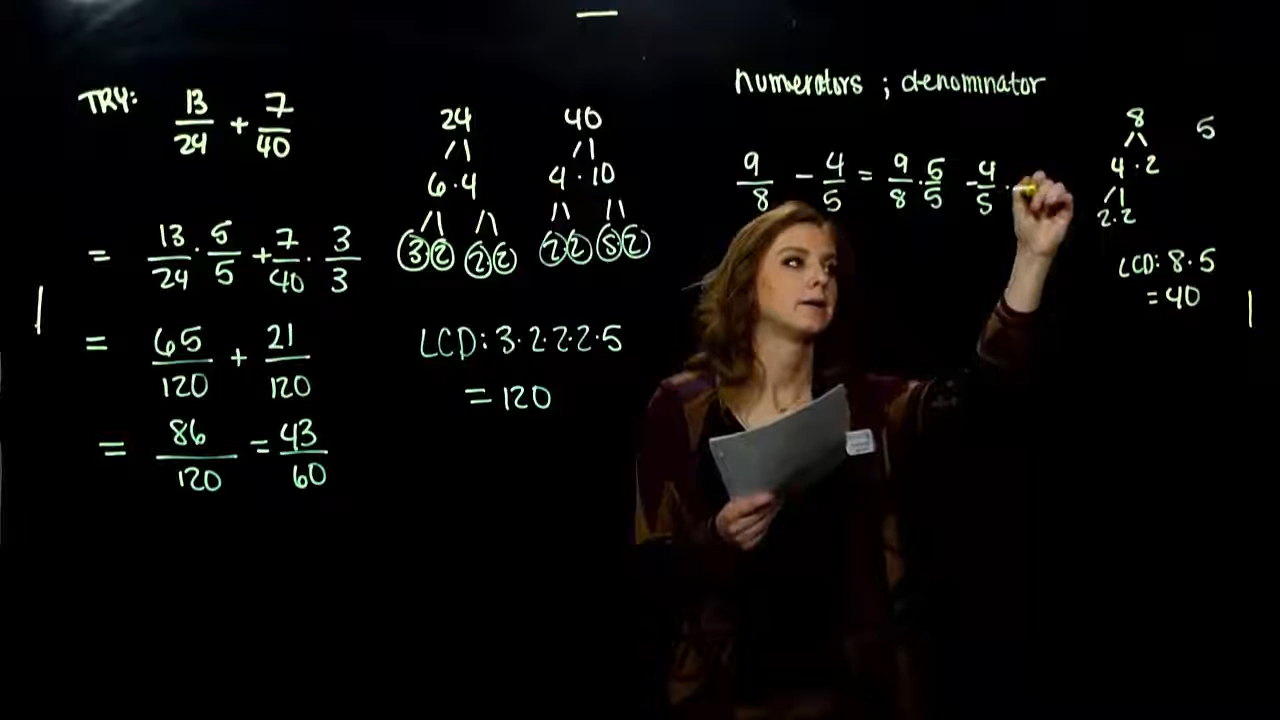 TRY: 13/24 + 7/40
= 13/24 · 5/5 + 7/40 · 3/3
= 65/120 + 21/120
= 86/120 = 43/60
24
6·4
3 2 2 2
40
4·10
2 2 5 2
LCD: 3·2·2·2·5
= 120
numerators ; denominator
9/8 - 4/5 = 9/8 · 5/5 - 4/5 ·
8
4·2
2·2
5
LCD: 8·5
= 40